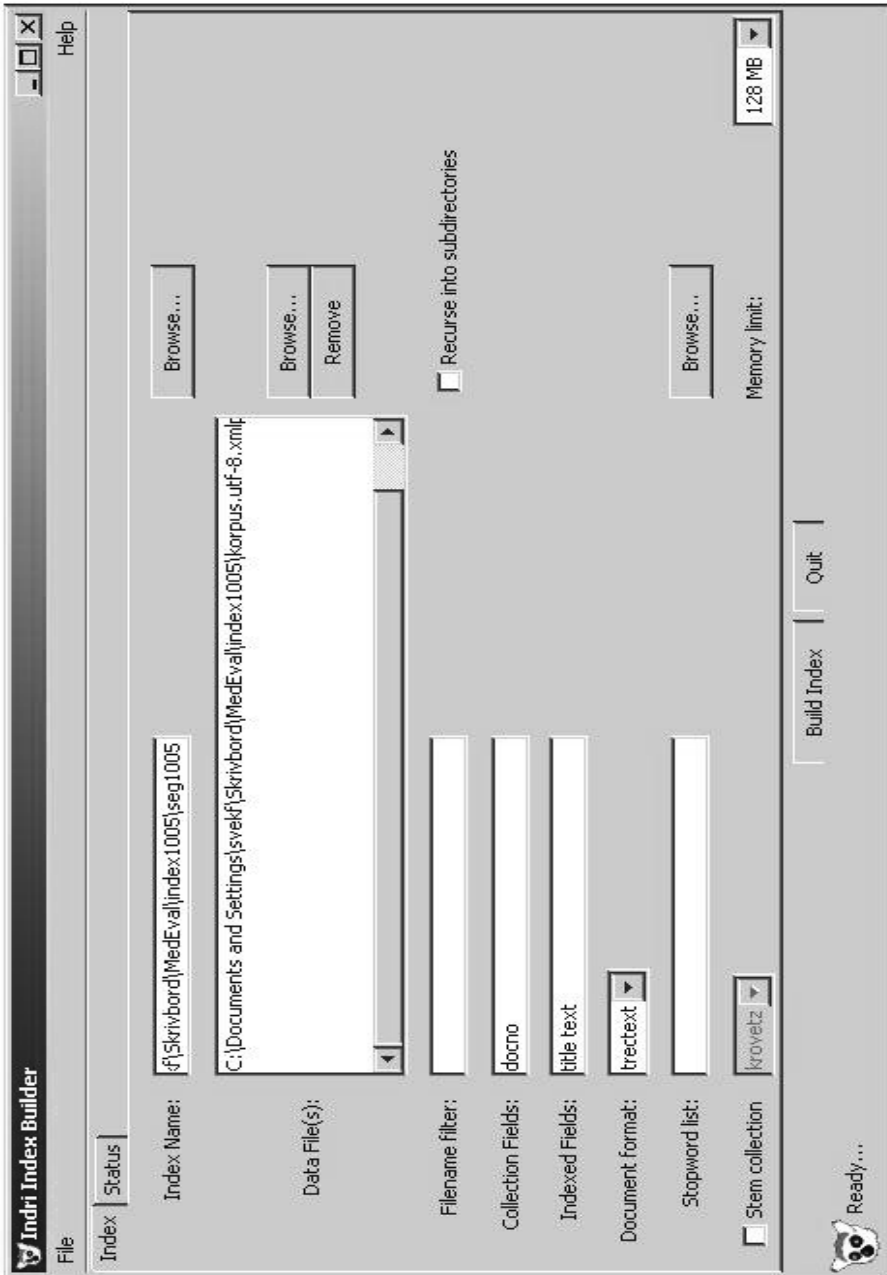 Indri Index Builder
File Help
Index Status
Index Name: kf\Skrivbord\MedEval\index1005\seg1005 Browse...
Data File(s): C:\Documents and Settings\svekf\Skrivbord\MedEval\index1005\korpus.utf-8.xmlp Browse...
Remove
Filename filter: Recurse into subdirectories
Collection Fields: docno
Indexed Fields: title text
Document format: trectext
Stopword list: Browse...
Stem collection krovetz Memory limit: 128 MB
Build Index Quit
Ready...